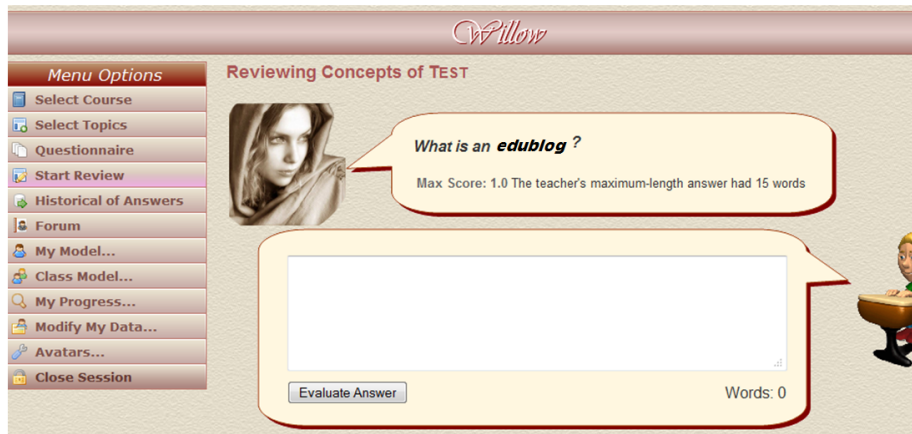 Willow
Menu Options
Select Course
Select Topics
Questionnaire
Start Review
Historical of Answers
Forum
My Model...
Class Model...
My Progress...
Modify My Data...
Avatars...
Close Session
Reviewing Concepts of TEST
What is an edublog ?
Max Score: 1.0 The teacher's maximum-length answer had 15 words
Evaluate Answer
Words: 0